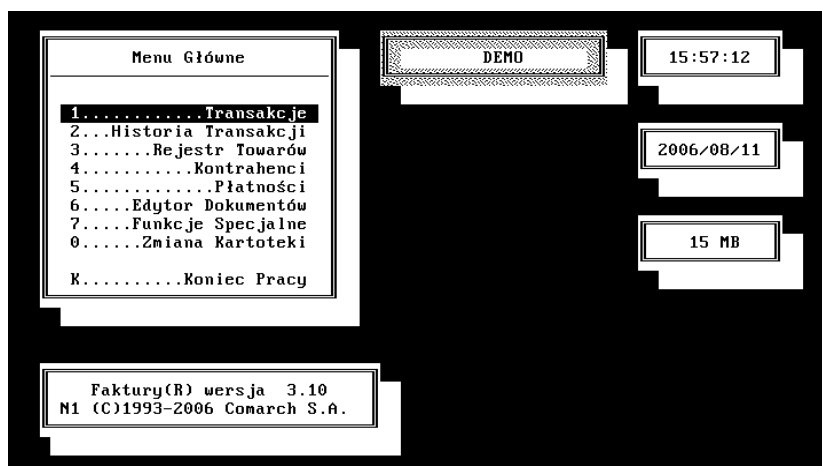 Menu Główne
1............Transakcje
2...Historia Transakcji
3.......Rejestr Towarów
4...........Kontrahenci
5.............Płatności
6.....Edytor Dokumentów
7.....Funkcje Specjalne
0......Zmiana Kartoteki
K..........Koniec Pracy
DEMO
15:57:12
2006/08/11
15 MB
Faktury(R) wersja  3.10
N1 (C)1993-2006 Comarch S.A.